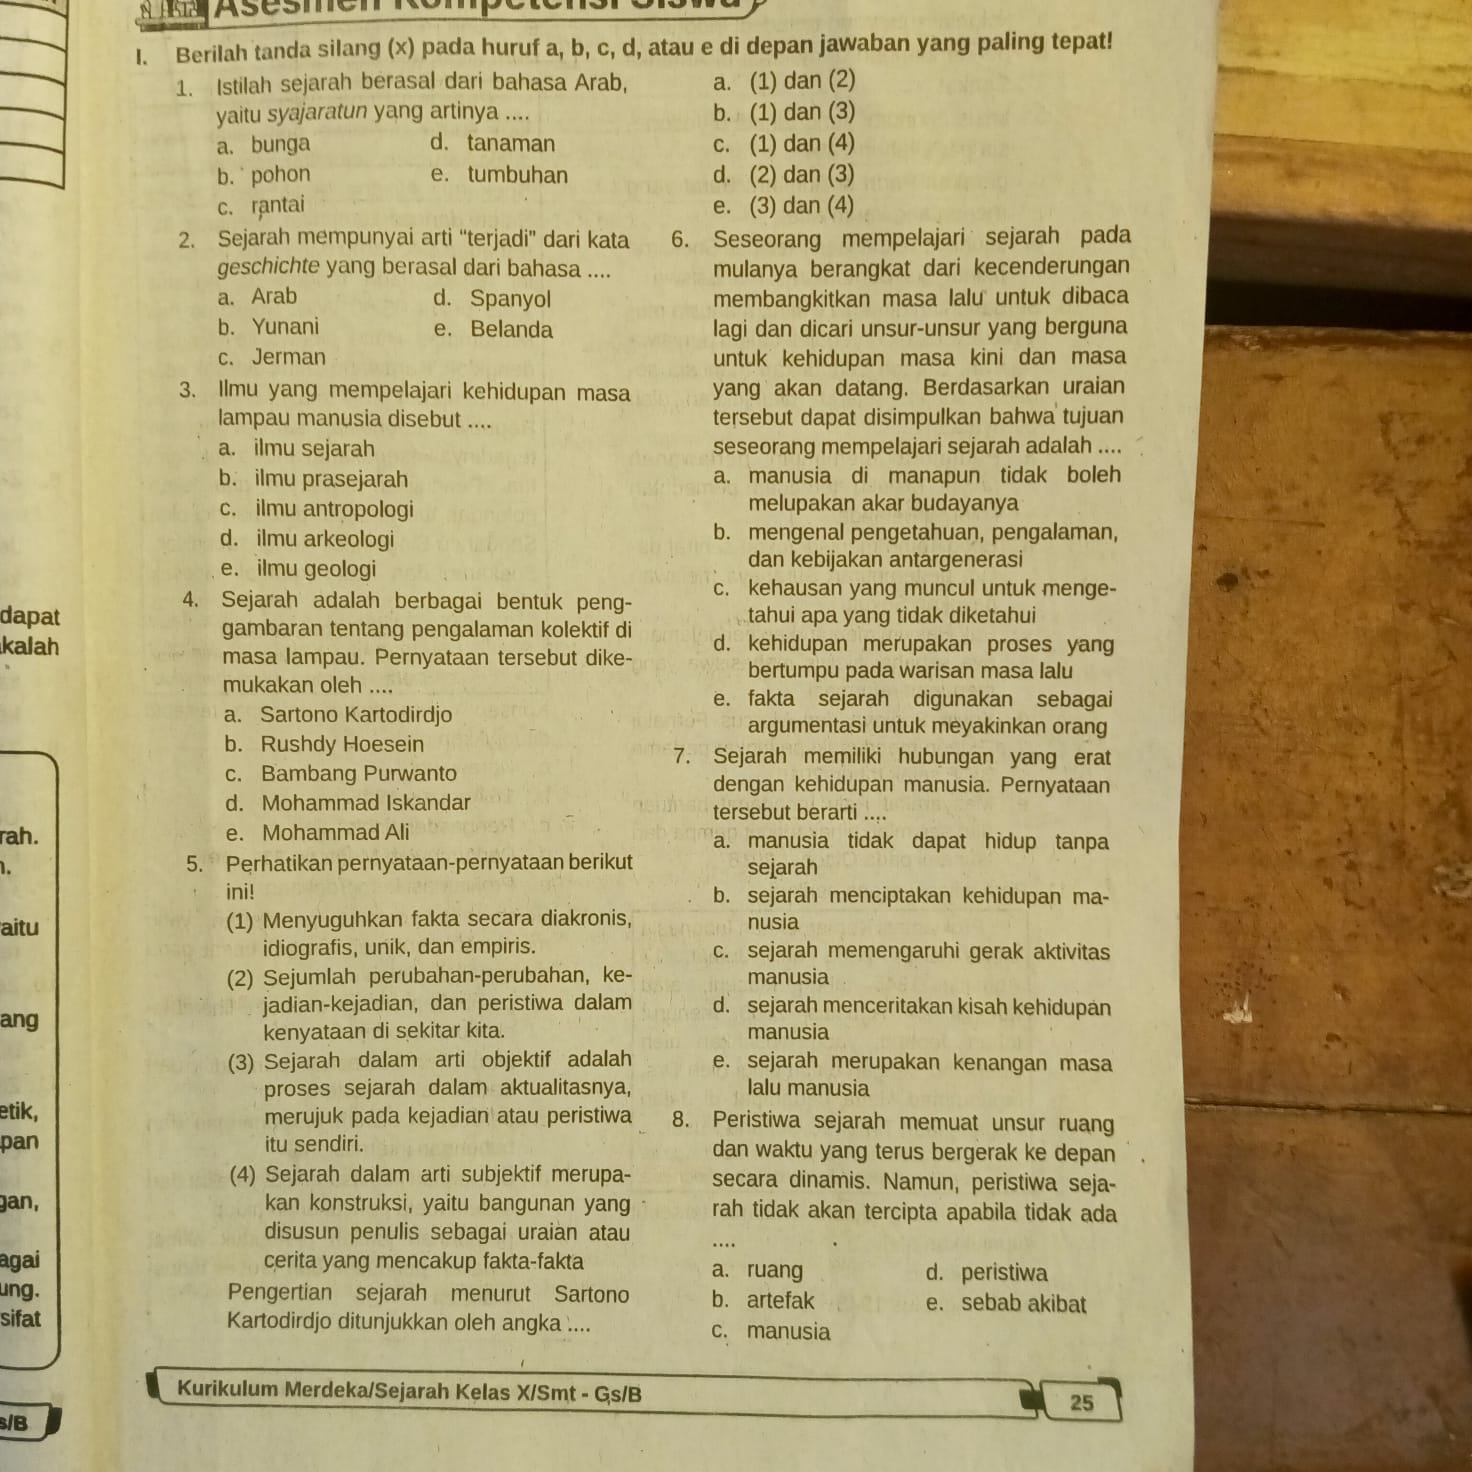 Asesmen Kompetensi Siswa
I. Berilah tanda silang (x) pada huruf a, b, c, d, atau e di depan jawaban yang paling tepat!
1. Istilah sejarah berasal dari bahasa Arab,
yaitu syajaratun yang artinya ....
a. bunga d. tanaman
b. pohon e. tumbuhan
c. rantai
2. Sejarah mempunyai arti "terjadi" dari kata
geschichte yang berasal dari bahasa ....
a. Arab d. Spanyol
b. Yunani e. Belanda
c. Jerman
3. Ilmu yang mempelajari kehidupan masa
lampau manusia disebut ....
a. ilmu sejarah
b. ilmu prasejarah
c. ilmu antropologi
d. ilmu arkeologi
e. ilmu geologi
4. Sejarah adalah berbagai bentuk peng-
gambaran tentang pengalaman kolektif di
masa lampau. Pernyataan tersebut dike-
mukakan oleh ....
a. Sartono Kartodirdjo
b. Rushdy Hoesein
c. Bambang Purwanto
d. Mohammad Iskandar
e. Mohammad Ali
5. Perhatikan pernyataan-pernyataan berikut
ini!
(1) Menyuguhkan fakta secara diakronis,
idiografis, unik, dan empiris.
(2) Sejumlah perubahan-perubahan, ke-
jadian-kejadian, dan peristiwa dalam
kenyataan di sekitar kita.
(3) Sejarah dalam arti objektif adalah
proses sejarah dalam aktualitasnya,
merujuk pada kejadian atau peristiwa
itu sendiri.
(4) Sejarah dalam arti subjektif merupa-
kan konstruksi, yaitu bangunan yang
disusun penulis sebagai uraian atau
cerita yang mencakup fakta-fakta
Pengertian sejarah menurut Sartono
Kartodirdjo ditunjukkan oleh angka ....
a. (1) dan (2)
b. (1) dan (3)
c. (1) dan (4)
d. (2) dan (3)
e. (3) dan (4)
6. Seseorang mempelajari sejarah pada
mulanya berangkat dari kecenderungan
membangkitkan masa lalu untuk dibaca
lagi dan dicari unsur-unsur yang berguna
untuk kehidupan masa kini dan masa
yang akan datang. Berdasarkan uraian
tersebut dapat disimpulkan bahwa tujuan
seseorang mempelajari sejarah adalah ....
a. manusia di manapun tidak boleh
melupakan akar budayanya
b. mengenal pengetahuan, pengalaman,
dan kebijakan antargenerasi
c. kehausan yang muncul untuk menge-
tahui apa yang tidak diketahui
d. kehidupan merupakan proses yang
bertumpu pada warisan masa lalu
e. fakta sejarah digunakan sebagai
argumentasi untuk meyakinkan orang
7. Sejarah memiliki hubungan yang erat
dengan kehidupan manusia. Pernyataan
tersebut berarti ....
a. manusia tidak dapat hidup tanpa
sejarah
b. sejarah menciptakan kehidupan ma-
nusia
c. sejarah memengaruhi gerak aktivitas
manusia
d. sejarah menceritakan kisah kehidupan
manusia
e. sejarah merupakan kenangan masa
lalu manusia
8. Peristiwa sejarah memuat unsur ruang
dan waktu yang terus bergerak ke depan
secara dinamis. Namun, peristiwa seja-
rah tidak akan tercipta apabila tidak ada
....
a. ruang d. peristiwa
b. artefak e. sebab akibat
c. manusia
Kurikulum Merdeka/Sejarah Kelas X/Smt - Gs/B
25
dapat
kalah
rah.
aitu
ang
etik,
pan
gan,
agai
ung.
sifat
s/B